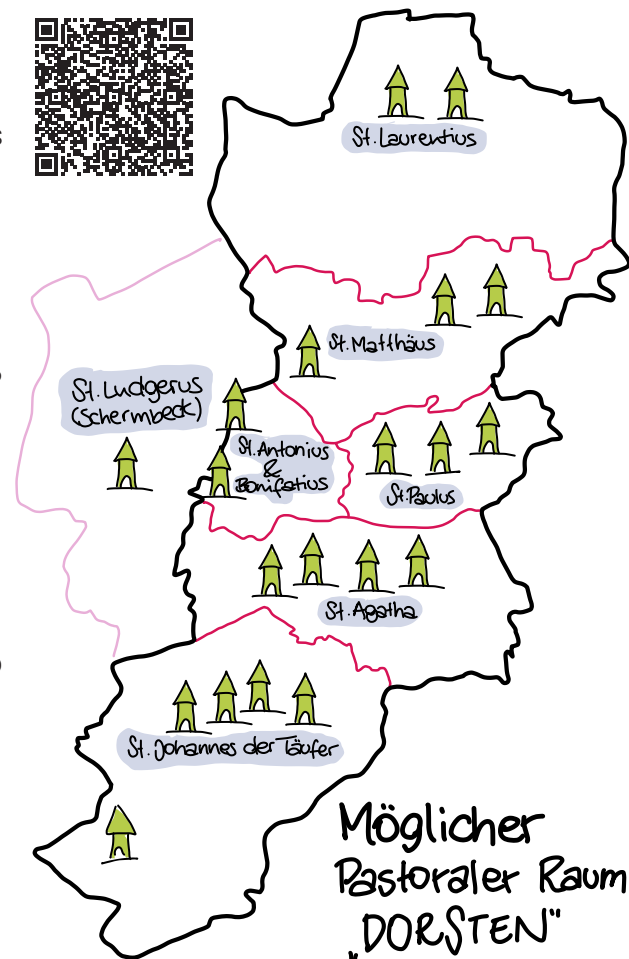 St. Laurentius
St. Matthäus
St. Ludgerus
(Schermbeck)
St. Antonius
&
Bonifatius
St. Paulus
St. Agatha
St. Johannes der Täufer
Möglicher
Pastoraler Raum
„DORSTEN"